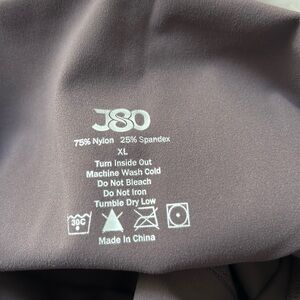 JSO
75% Nylon 25% Spandex
XL
Turn Inside Out
Machine Wash Cold
Do Not Bleach
Do Not Iron
Tumble Dry Low
30C
Made In China